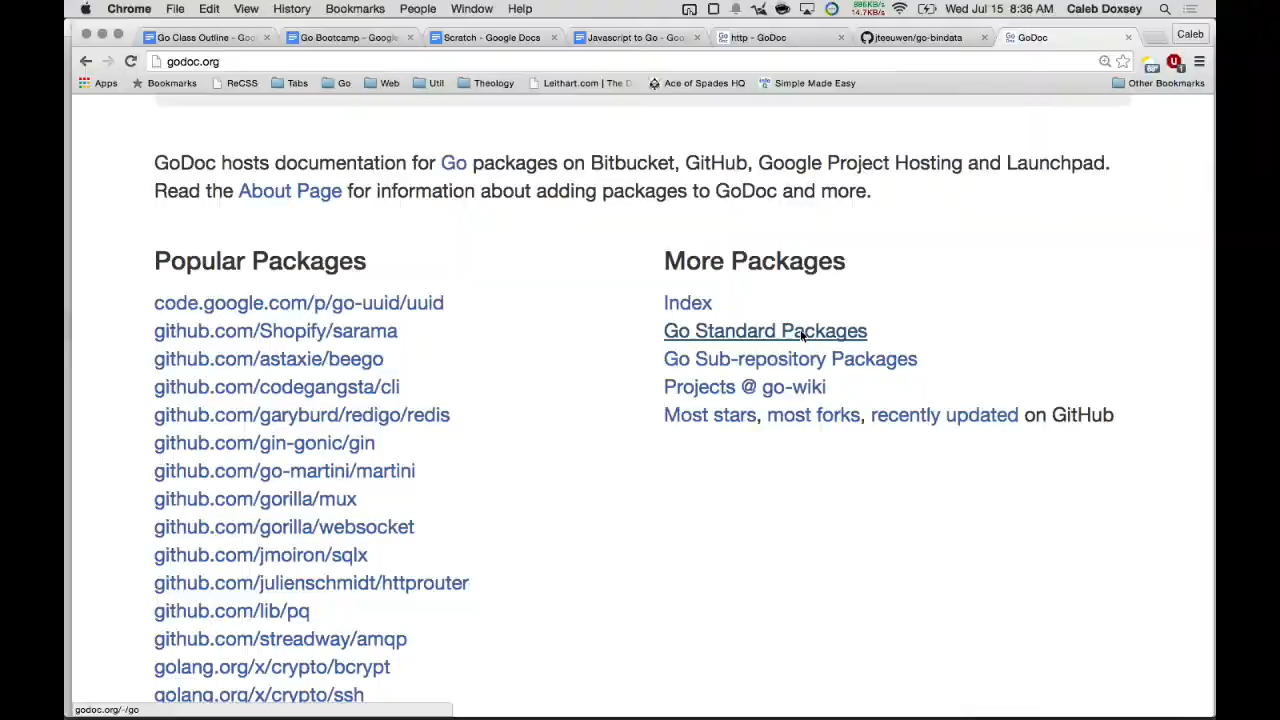 Chrome File Edit View History Bookmarks People Window Help 886KB/s 14.7KB/s Wed Jul 15 8:36 AM Caleb Doxsey
Go Class Outline - Goo Go Bootcamp - Google Scratch - Google Docs Javascript to Go - Goo http - GoDoc jteeuwen/go-bindata GoDoc Caleb
godoc.org
Apps Bookmarks ReCSS Tabs Go Web Util Theology Leithart.com | The Ace of Spades HQ Simple Made Easy Other Bookmarks
GoDoc hosts documentation for Go packages on Bitbucket, GitHub, Google Project Hosting and Launchpad.
Read the About Page for information about adding packages to GoDoc and more.
Popular Packages
code.google.com/p/go-uuid/uuid
github.com/Shopify/sarama
github.com/astaxie/beego
github.com/codegangsta/cli
github.com/garyburd/redigo/redis
github.com/gin-gonic/gin
github.com/go-martini/martini
github.com/gorilla/mux
github.com/gorilla/websocket
github.com/jmoiron/sqlx
github.com/julienschmidt/httprouter
github.com/lib/pq
github.com/streadway/amqp
golang.org/x/crypto/bcrypt
golang.org/x/crypto/ssh
More Packages
Index
Go Standard Packages
Go Sub-repository Packages
Projects @ go-wiki
Most stars, most forks, recently updated on GitHub
godoc.org/-/go